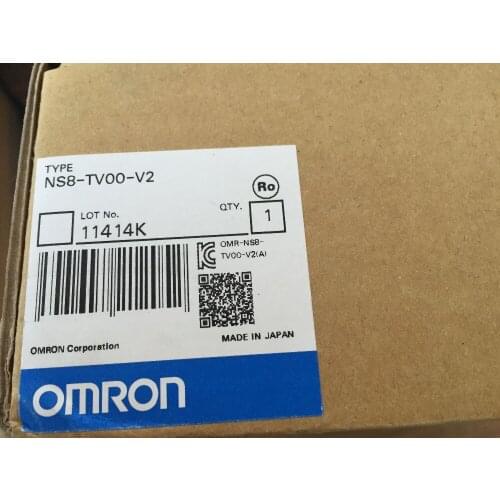 TYPE
NS8-TV00-V2
Ro
LOT No.
11414K
QTY.
1
OMR-NS8-
TV00-V2(A)
MADE IN JAPAN
OMRON Corporation
OMRON